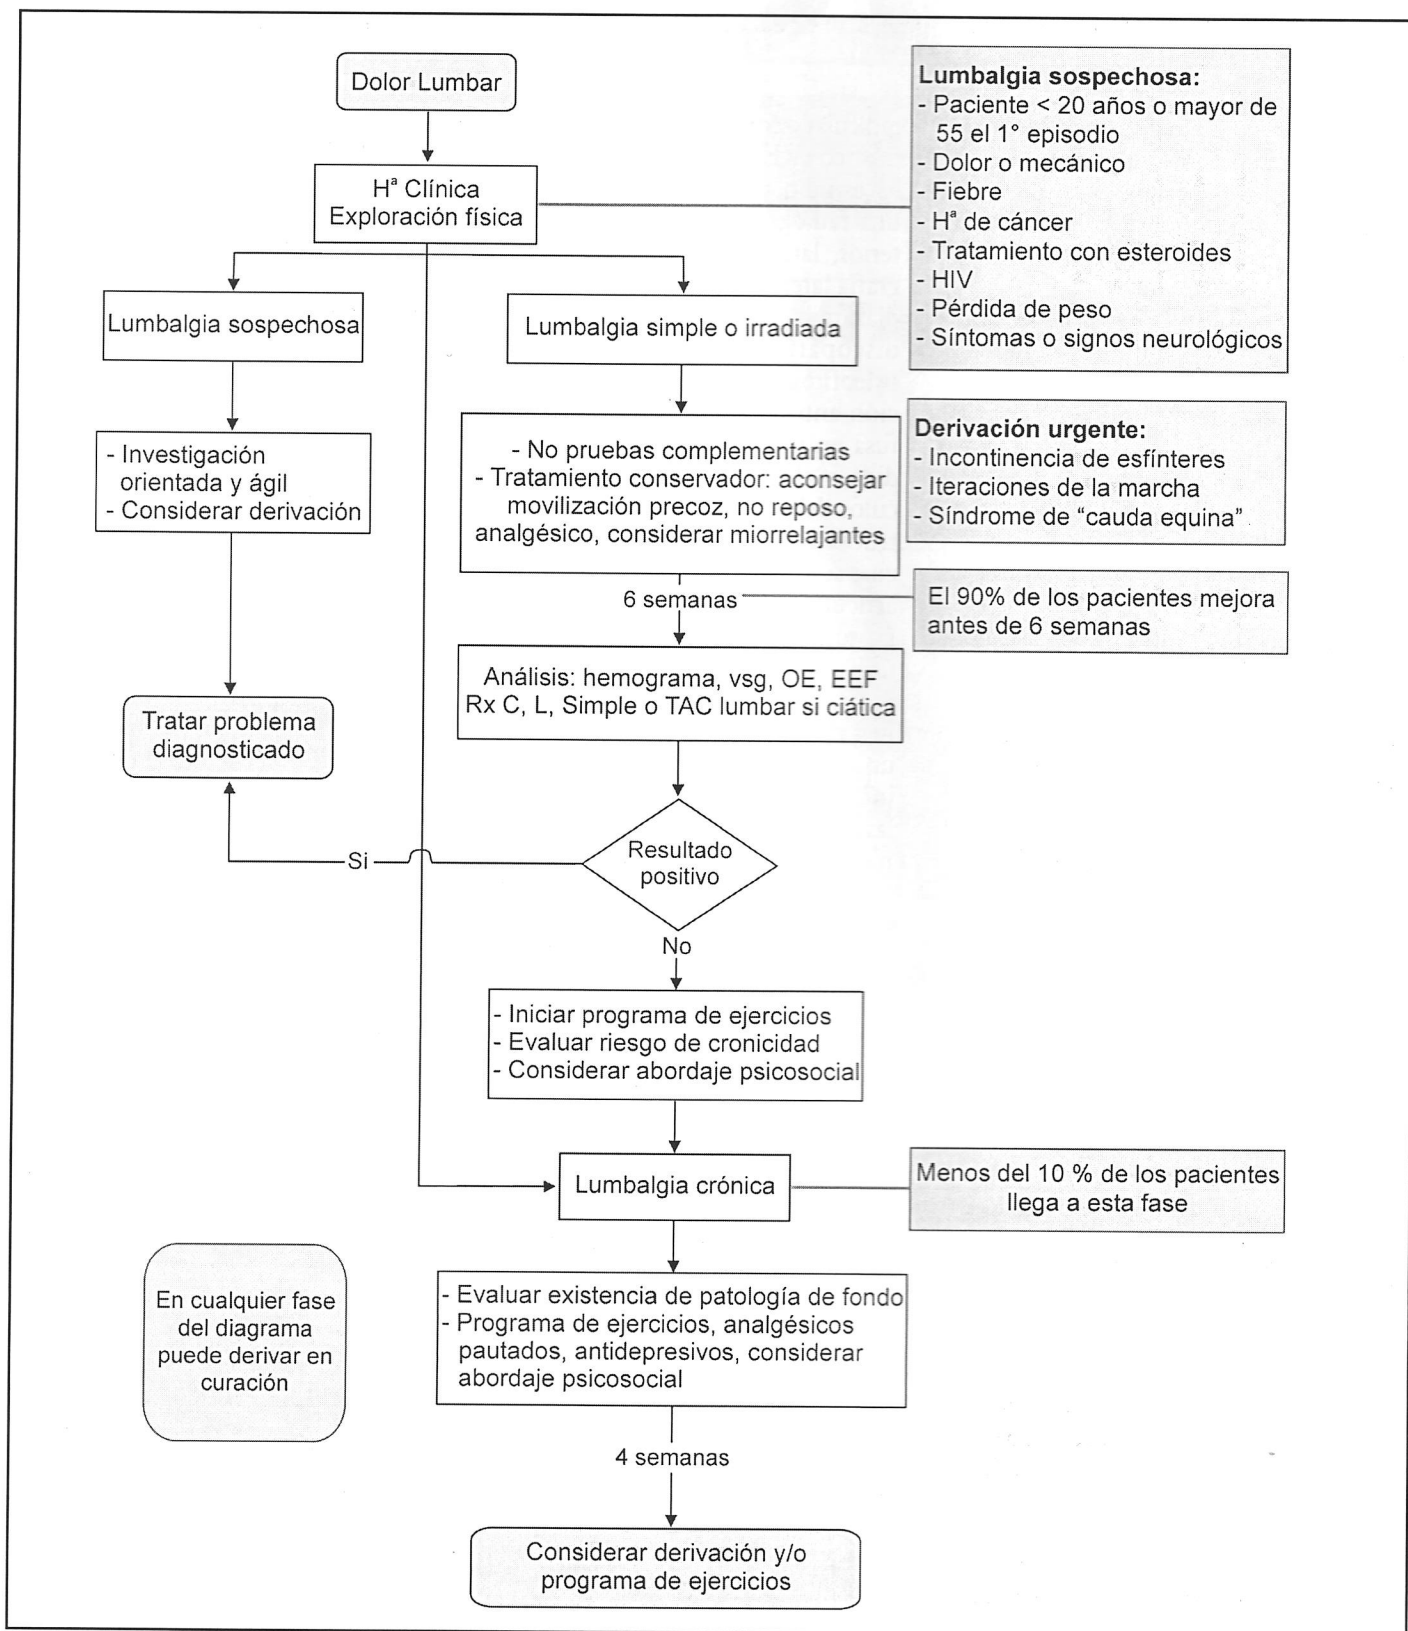 Dolor Lumbar
Hª Clínica
Exploración física
Lumbalgia sospechosa:
- Paciente < 20 años o mayor de
55 el 1° episodio
- Dolor o mecánico
- Fiebre
- Hª de cáncer
- Tratamiento con esteroides
- HIV
- Pérdida de peso
- Síntomas o signos neurológicos
Lumbalgia sospechosa
Lumbalgia simple o irradiada
- Investigación
orientada y ágil
- Considerar derivación
- No pruebas complementarias
- Tratamiento conservador: aconsejar
movilización precoz, no reposo,
analgésico, considerar miorrelajantes
Derivación urgente:
- Incontinencia de esfínteres
- Iteraciones de la marcha
- Síndrome de “cauda equina”
6 semanas
El 90% de los pacientes mejora
antes de 6 semanas
Análisis: hemograma, vsg, OE, EEF
Rx C, L, Simple o TAC lumbar si ciática
Tratar problema
diagnosticado
Resultado
positivo
Si
No
- Iniciar programa de ejercicios
- Evaluar riesgo de cronicidad
- Considerar abordaje psicosocial
Lumbalgia crónica
Menos del 10 % de los pacientes
llega a esta fase
- Evaluar existencia de patología de fondo
- Programa de ejercicios, analgésicos
pautados, antidepresivos, considerar
abordaje psicosocial
En cualquier fase
del diagrama
puede derivar en
curación
4 semanas
Considerar derivación y/o
programa de ejercicios